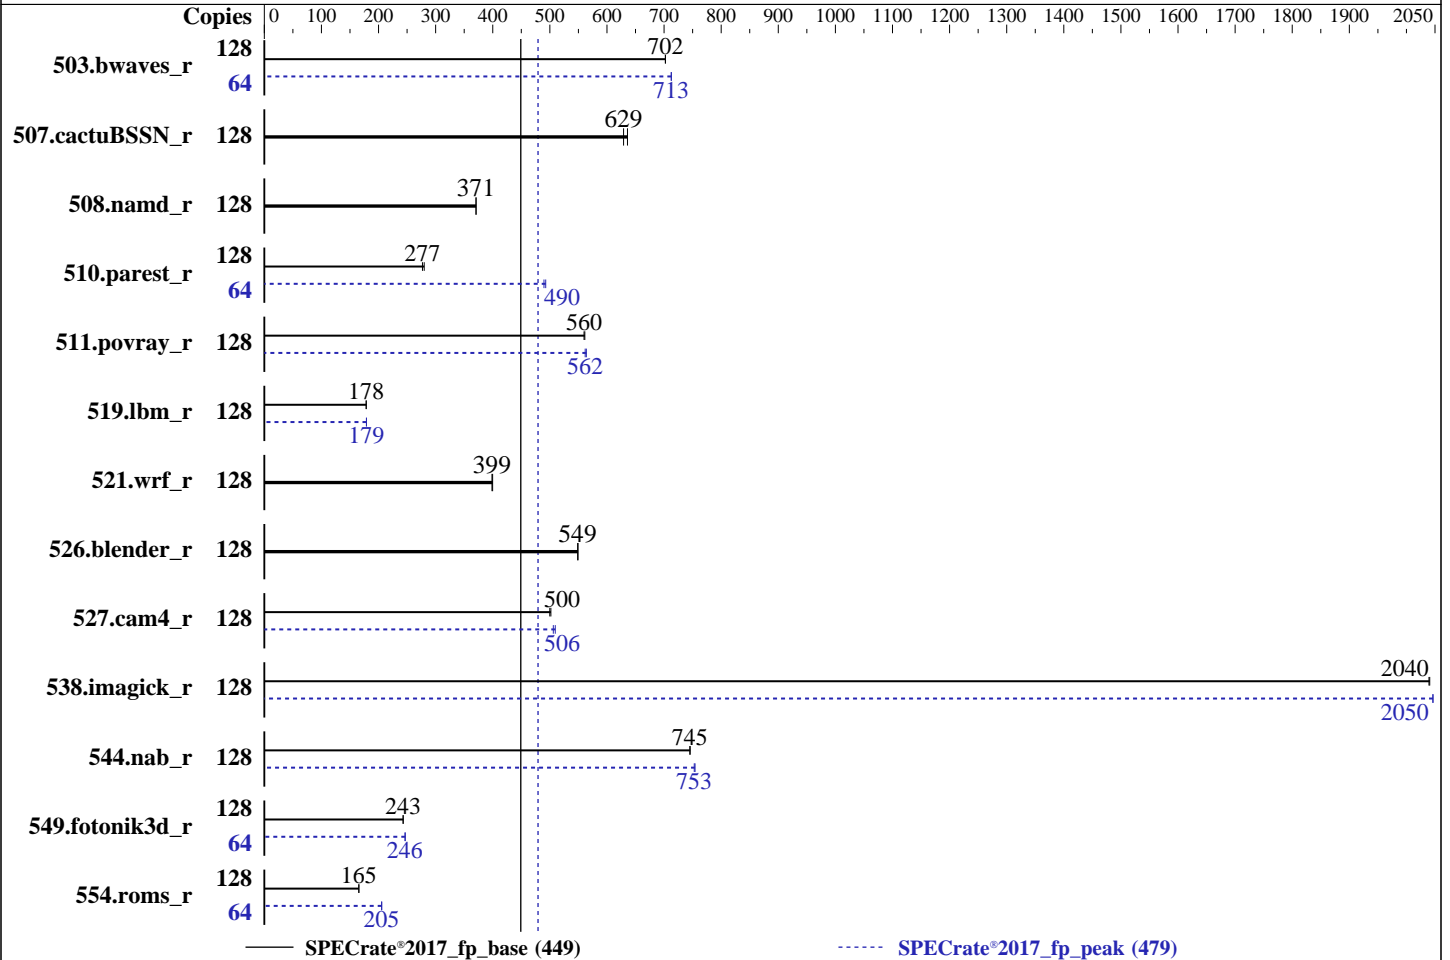 Copies 0 100 200 300 400 500 600 700 800 900 1000 1100 1200 1300 1400 1500 1600 1700 1800 1900 2050
503.bwaves_r 128 702
64 713
507.cactuBSSN_r 128 629
508.namd_r 128 371
510.parest_r 128 277
64 490
511.povray_r 128 560
562
519.lbm_r 128 178
179
521.wrf_r 128 399
526.blender_r 128 549
527.cam4_r 128 500
506
538.imagick_r 128 2040
2050
544.nab_r 128 745
753
549.fotonik3d_r 128 243
64 246
554.roms_r 128 165
64 205
SPECrate®2017_fp_base (449) SPECrate®2017_fp_peak (479)